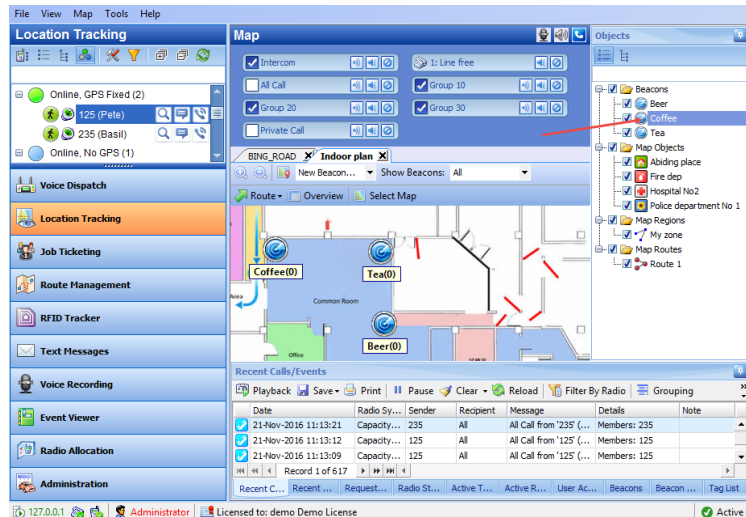 File View Map Tools Help
Location Tracking
Online, GPS Fixed (2)
125 (Pete)
235 (Basil)
Online, No GPS (1)
Voice Dispatch
Location Tracking
Job Ticketing
Route Management
RFID Tracker
Text Messages
Voice Recording
Event Viewer
Radio Allocation
Administration
Map
Intercom
1: Line free
All Call
Group 10
Group 20
Group 30
Private Call
BING_ROAD X Indoor plan X
New Beacon... Show Beacons: All
Route Overview Select Map
Coffee(0)
Tea(0)
Area
Common Room
Beer(0)
Office
Objects
Beacons
Beer
Coffee
Tea
Map Objects
Abiding place
Fire dep
Hospital No2
Police department No 1
Map Regions
My zone
Map Routes
Route 1
Recent Calls/Events
Playback Save Print Pause Clear Reload Filter By Radio Grouping
Date Radio Sy... Sender Recipient Message Details Note
21-Nov-2016 11:13:21 Capacity... 235 All All Call from '235' (... Members: 235
21-Nov-2016 11:13:12 Capacity... 125 All All Call from '125' (... Members: 125
21-Nov-2016 11:13:09 Capacity... 125 All All Call from '125' (... Members: 125
Record 1 of 617
Recent C... Recent ... Request... Radio St... Active T... Active R... User Ac... Beacons Beacon ... Tag List
127.0.0.1 Administrator Licensed to: demo Demo License Active